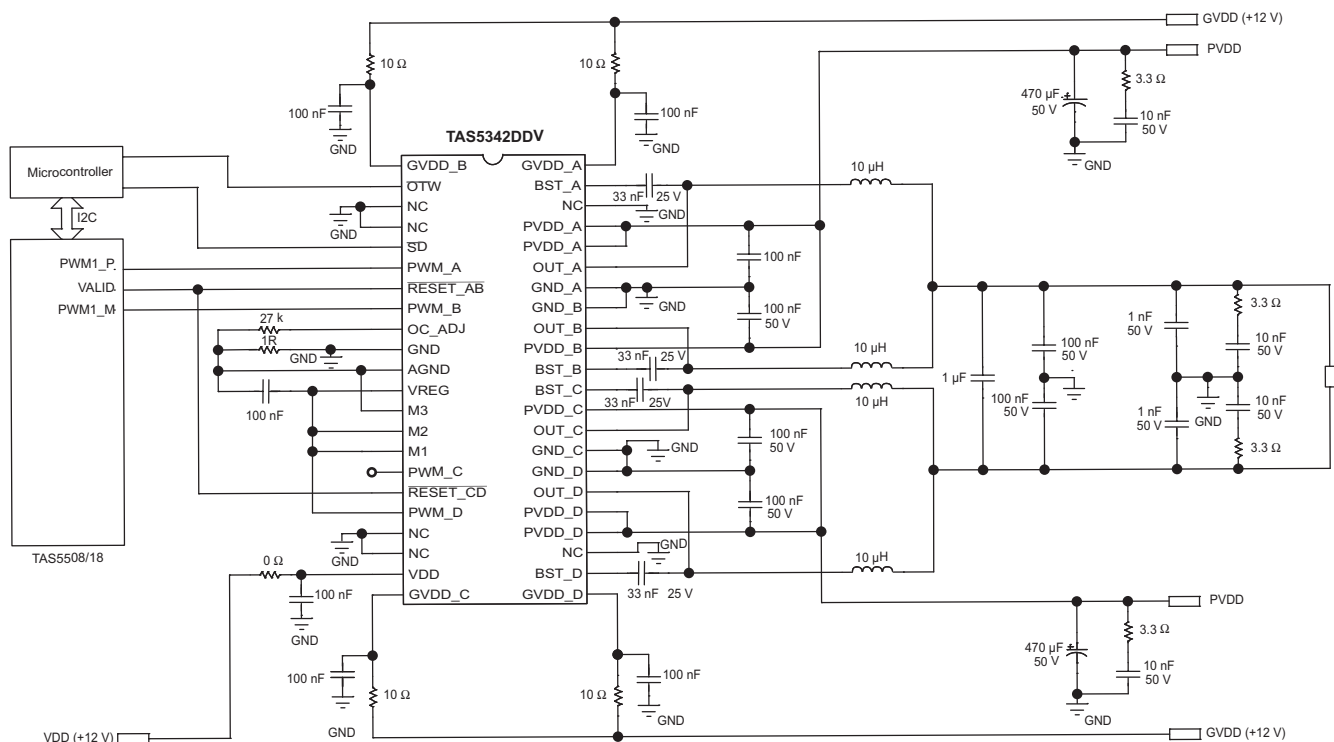 GVDD (+12 V)
PVDD
10 Ω
10 Ω
3.3 Ω
470 µF
50 V
10 nF
50 V
100 nF
GND
100 nF
GND
GND
TAS5342DDV
Microcontroller
I2C
PWM1_P
VALID
PWM1_M
TAS5508/18
GND
GND
27 k
1R
GND
100 nF
GVDD_B
OTW
NC
NC
SD
PWM_A
RESET_AB
PWM_B
OC_ADJ
GND
AGND
VREG
M3
M2
M1
PWM_C
RESET_CD
PWM_D
NC
NC
VDD
GVDD_C
GVDD_A
BST_A
NC
PVDD_A
PVDD_A
OUT_A
GND_A
GND_B
OUT_B
PVDD_B
BST_B
BST_C
PVDD_C
OUT_C
GND_C
GND_D
OUT_D
PVDD_D
PVDD_D
NC
BST_D
GVDD_D
33 nF 25 V
GND
10 µH
100 nF
GND
100 nF
50 V
33 nF 25 V
10 µH
33 nF 25V
10 µH
100 nF
50 V
GND
100 nF
50 V
GND
33 nF 25 V
10 µH
1 µF
100 nF
50 V
100 nF
50 V
1 nF
50 V
1 nF
50 V
GND
3.3 Ω
10 nF
50 V
10 nF
50 V
3.3 Ω
0 Ω
100 nF
GND
100 nF
10 Ω
GND
10 Ω
100 nF
GND
PVDD
470 µF
50 V
3.3 Ω
10 nF
50 V
GND
GVDD (+12 V)
VDD (+12 V)